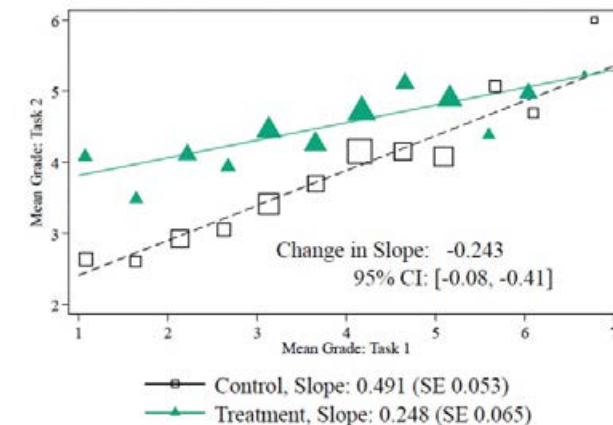 Mean Grade: Task 2
6
5
4
3
2
Change in Slope: -0.243
95% CI: [-0.08, -0.41]
1
2
3
4
5
6
7
Mean Grade: Task 1
Control, Slope: 0.491 (SE 0.053)
Treatment, Slope: 0.248 (SE 0.065)